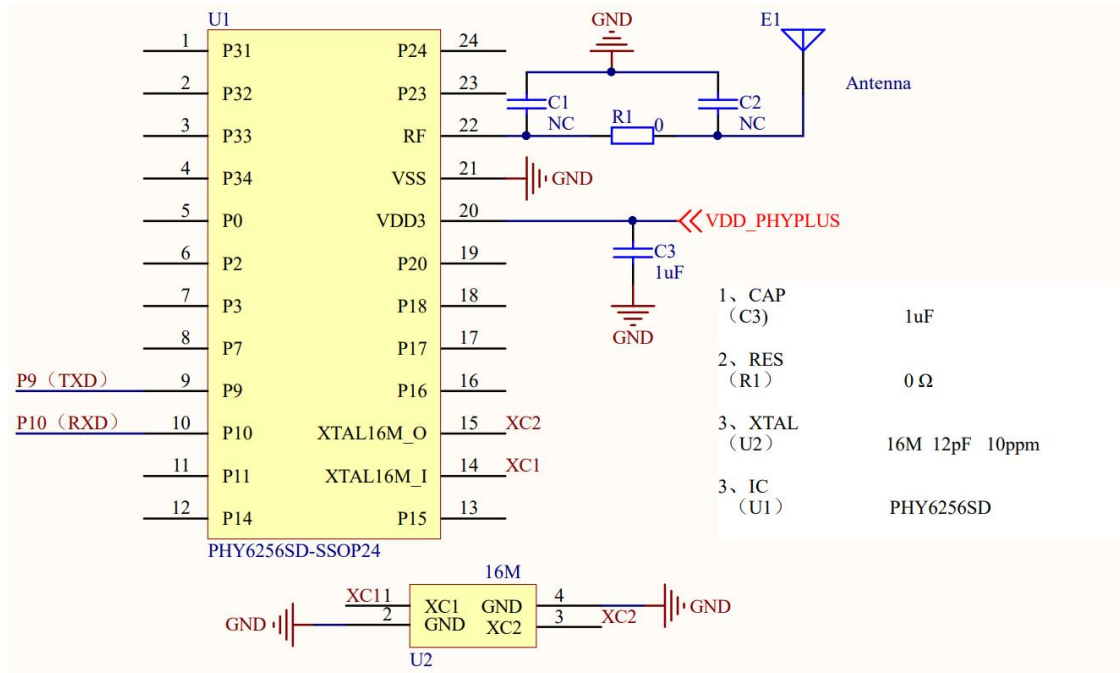 U1
1 P31
2 P32
3 P33
4 P34
5 P0
6 P2
7 P3
8 P7
P9（TXD） 9 P9
P10（RXD） 10 P10
11 P11
12 P14
P24 24
P23 23
RF 22
VSS 21 GND
VDD3 20 VDD_PHYPLUS
P20 19
P18 18
P17 17
P16 16
XTAL16M_O 15 XC2
XTAL16M_I 14 XC1
P15 13
PHY6256SD-SSOP24
GND
C1
NC
R1 0
C2
NC
E1
Antenna
C3
1uF
GND
1、CAP
（C3) 1uF
2、RES
（R1） 0 Ω
3、XTAL
（U2） 16M 12pF 10ppm
3、IC
（U1） PHY6256SD
16M
XC1 1 XC1 GND 4 GND
GND 2 GND XC2 3 XC2
U2